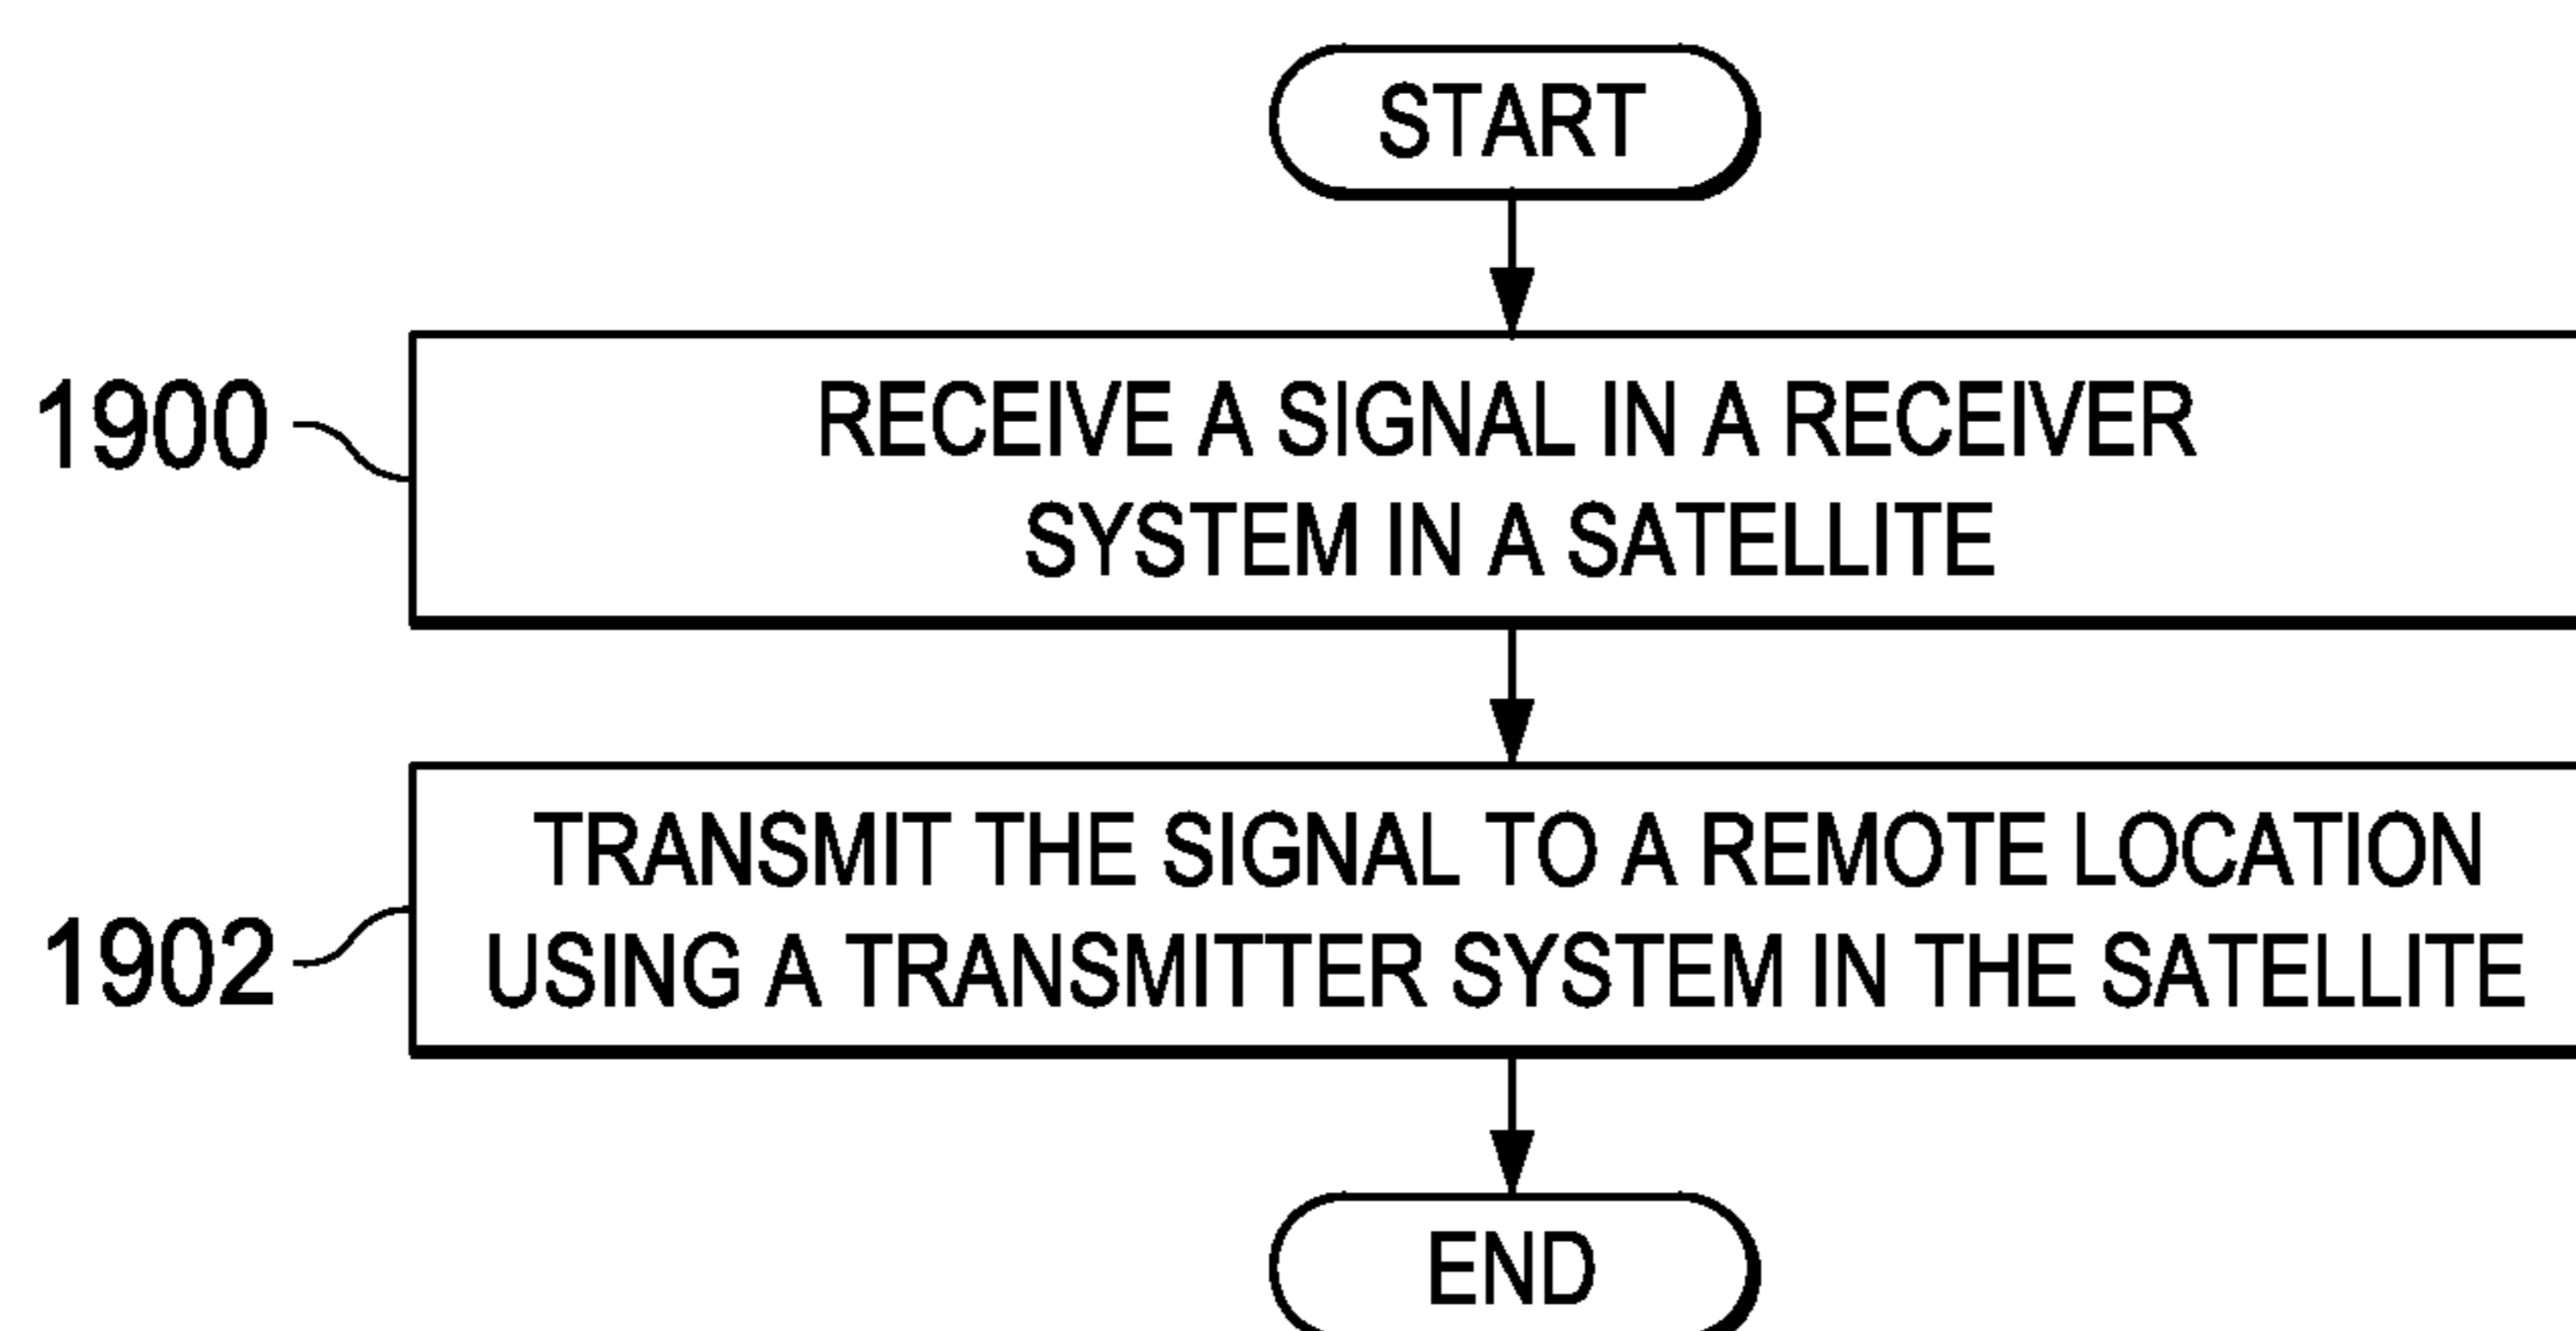 START
1900
RECEIVE A SIGNAL IN A RECEIVER
SYSTEM IN A SATELLITE
1902
TRANSMIT THE SIGNAL TO A REMOTE LOCATION
USING A TRANSMITTER SYSTEM IN THE SATELLITE
END